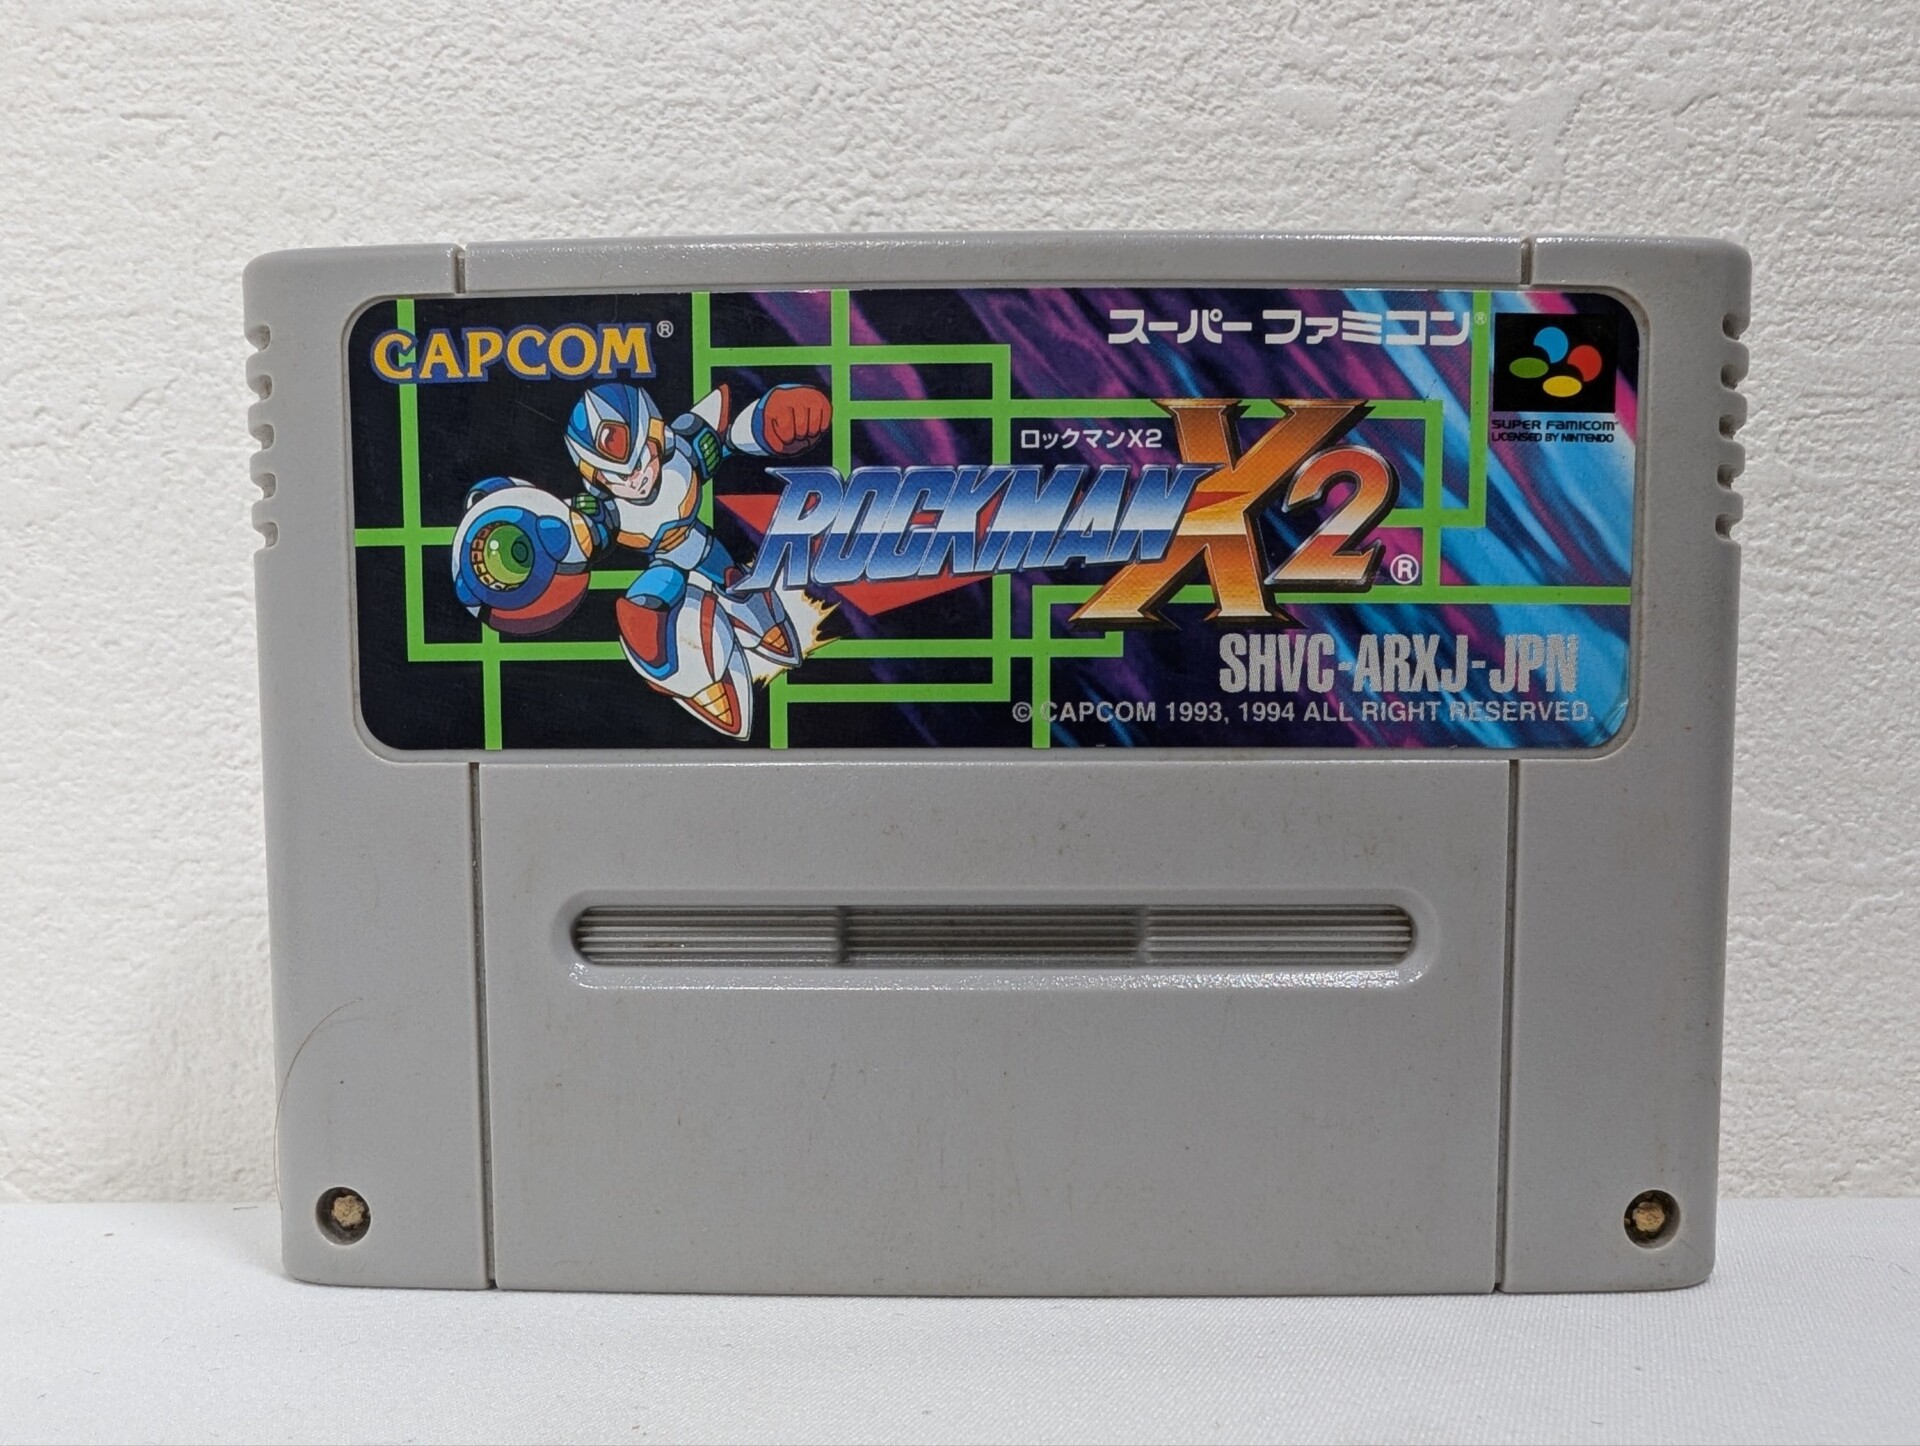 CAPCOM®
スーパーファミコン®
SUPER FAMICOM™
LICENSED BY NINTENDO
ロックマンX2
ROCKMAN X2®
SHVC-ARXJ-JPN
© CAPCOM 1993, 1994 ALL RIGHT RESERVED.